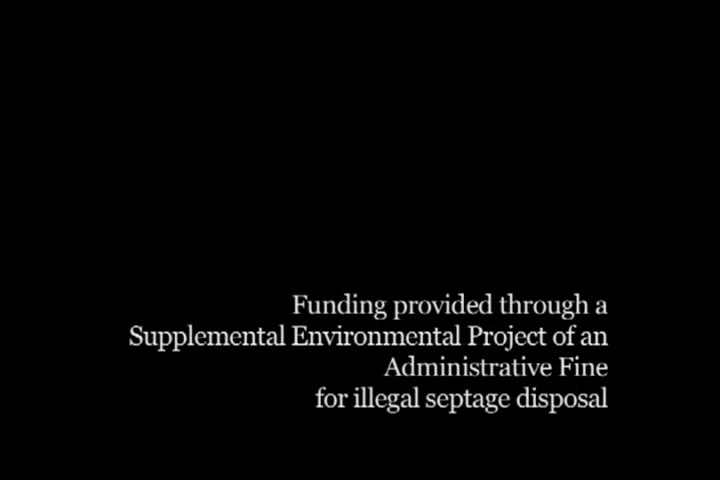 Funding provided through a
Supplemental Environmental Project of an
Administrative Fine
for illegal septage disposal